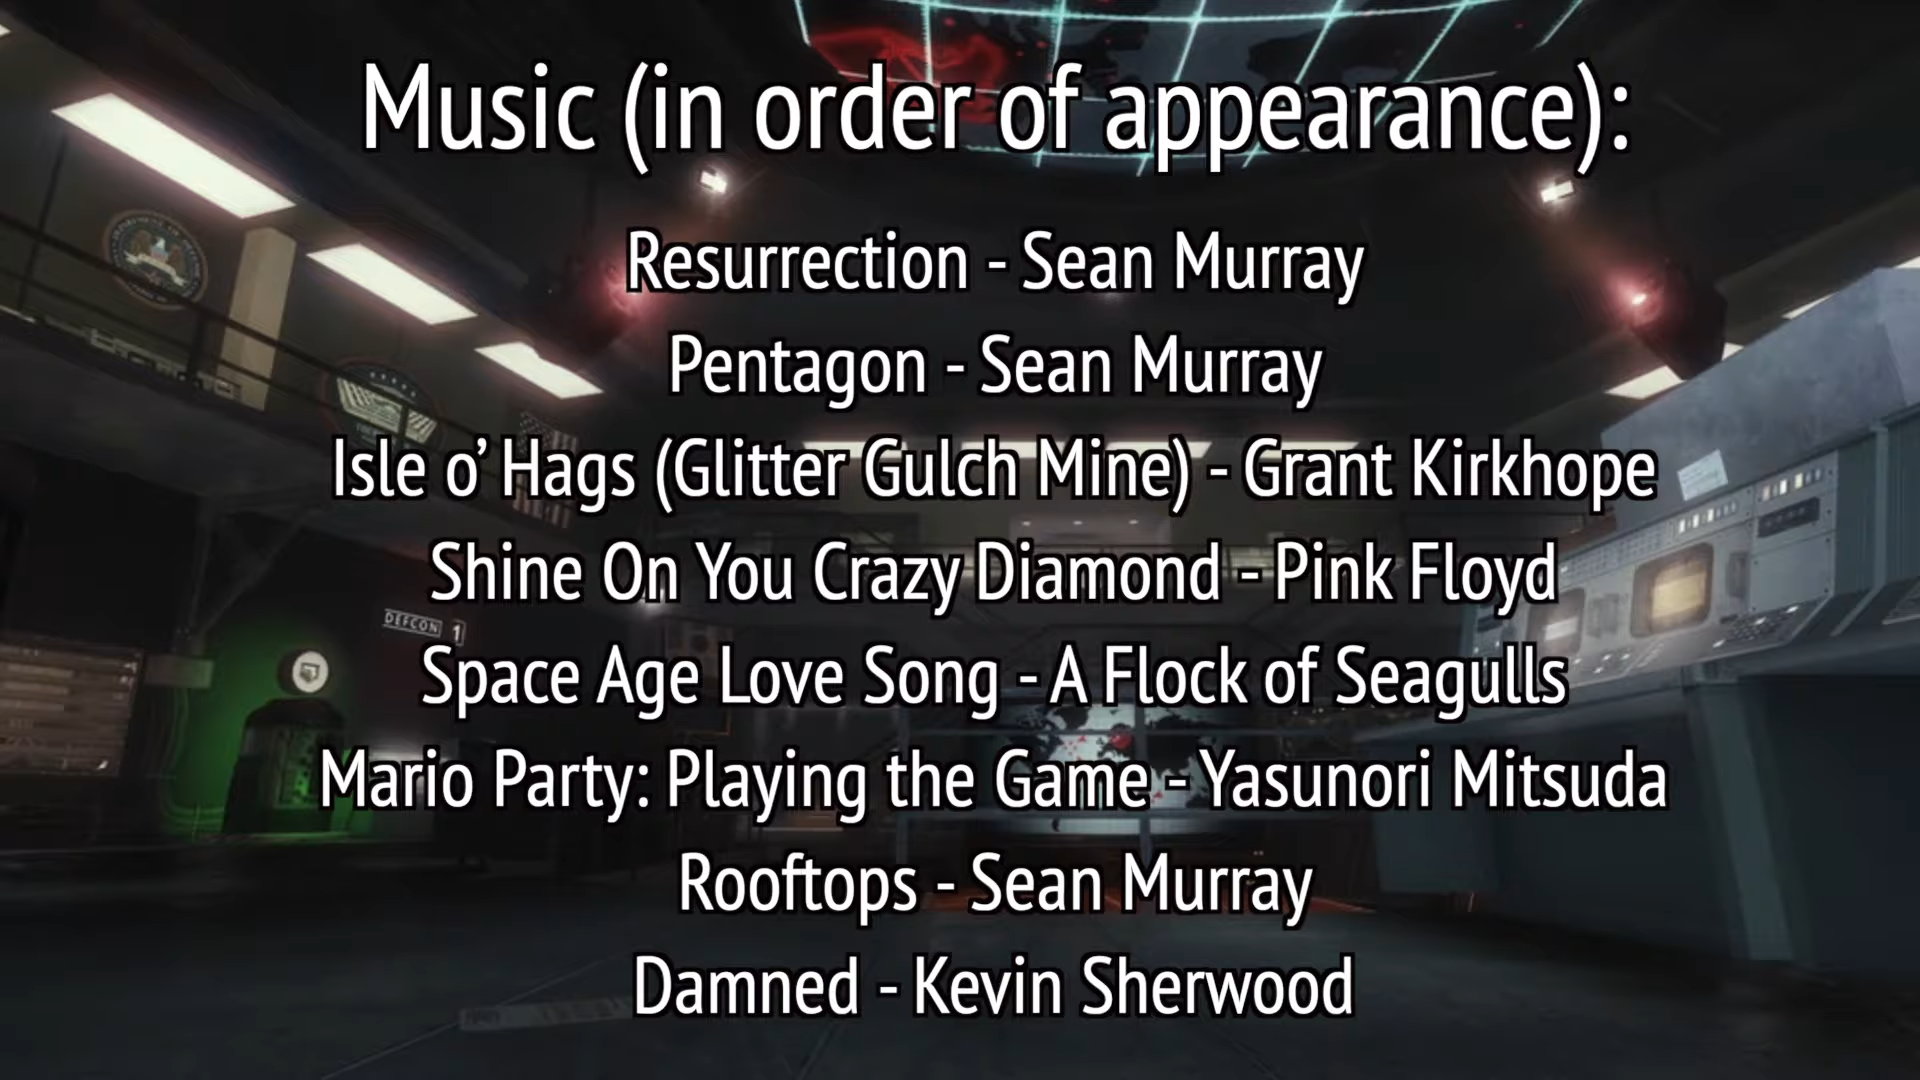 Music (in order of appearance):
Resurrection - Sean Murray
Pentagon - Sean Murray
Isle o’ Hags (Glitter Gulch Mine) - Grant Kirkhope
Shine On You Crazy Diamond - Pink Floyd
DEFCON 1
Space Age Love Song - A Flock of Seagulls
Mario Party: Playing the Game - Yasunori Mitsuda
Rooftops - Sean Murray
Damned - Kevin Sherwood